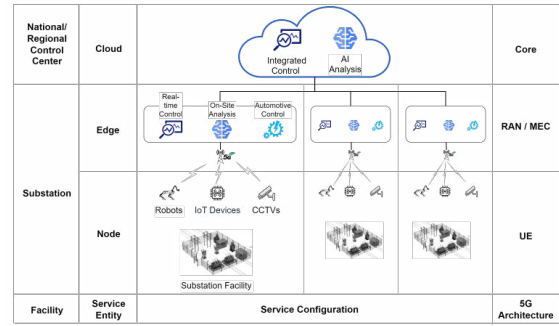 National/
Regional
Control
Center
Cloud
Integrated
Control
AI
Analysis
Core
Real-
time
Control
On-Site
Analysis
Automotive
Control
Edge
RAN / MEC
5G
Substation
Robots
IoT Devices
CCTVs
Node
UE
Substation Facility
Facility
Service
Entity
Service Configuration
5G
Architecture